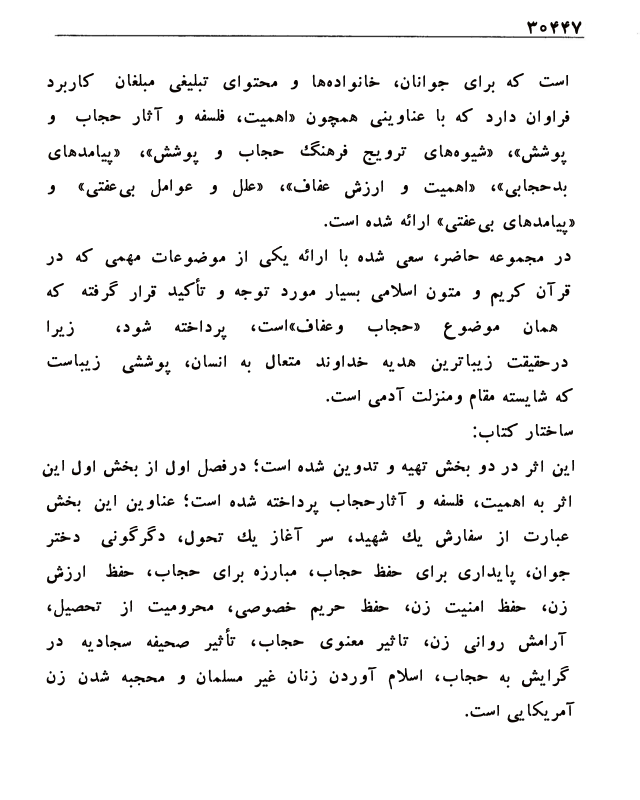 ۳۰۴۴۷
است که برای جوانان، خانواده‌ها و محتوای تبلیغی مبلغان کاربرد
فراوان دارد که با عناوینی همچون «اهمیت، فلسفه و آثار حجاب و
پوشش»، «شیوه‌های ترویج فرهنگ حجاب و پوشش»، «پیامدهای
بدحجابی»، «اهمیت و ارزش عفاف»، «علل و عوامل بی‌عفتی» و
«پیامدهای بی‌عفتی» ارائه شده است.
در مجموعه حاضر، سعی شده با ارائه یکی از موضوعات مهمی که در
قرآن کریم و متون اسلامی بسیار مورد توجه و تأکید قرار گرفته که
همان موضوع «حجاب وعفاف»است، پرداخته شود، زیرا
درحقیقت زیباترین هدیه خداوند متعال به انسان، پوششی زیباست
که شایسته مقام ومنزلت آدمی است.
ساختار کتاب:
این اثر در دو بخش تهیه و تدوین شده است؛ درفصل اول از بخش اول این
اثر به اهمیت، فلسفه و آثارحجاب پرداخته شده است؛ عناوین این بخش
عبارت از سفارش یك شهید، سر آغاز یك تحول، دگرگونی دختر
جوان، پایداری برای حفظ حجاب، مبارزه برای حجاب، حفظ ارزش
زن، حفظ امنیت زن، حفظ حریم خصوصی، محرومیت از تحصیل،
آرامش روانی زن، تاثیر معنوی حجاب، تأثیر صحیفه سجادیه در
گرایش به حجاب، اسلام آوردن زنان غیر مسلمان و محجبه شدن زن
آمریکایی است.